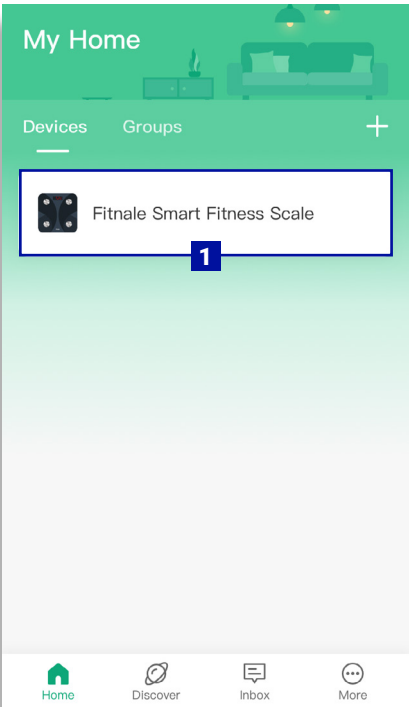 My Home
Devices Groups
Fitnale Smart Fitness Scale
1
Home Discover Inbox More